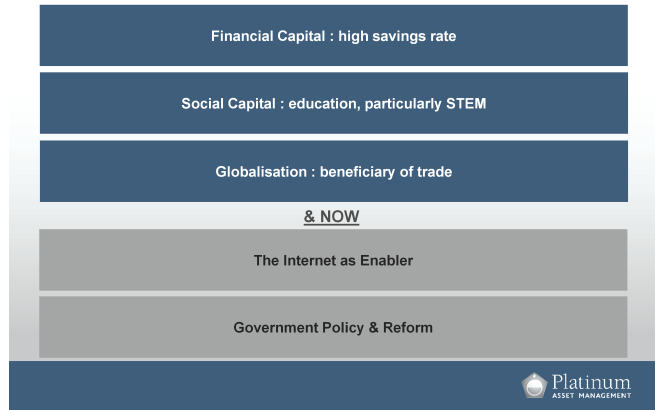 Financial Capital : high savings rate
Social Capital : education, particularly STEM
Globalisation : beneficiary of trade
& NOW
The Internet as Enabler
Government Policy & Reform
Platinum
ASSET MANAGEMENT